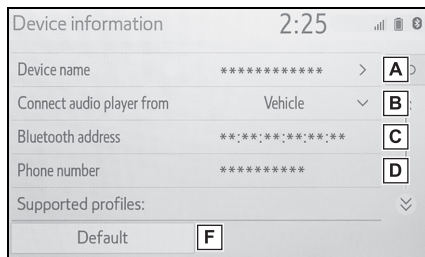 Device information 2:25
Device name ************ > A
Connect audio player from Vehicle B
Bluetooth address **:**:**:**:**:** C
Phone number ********** D
Supported profiles:
Default F